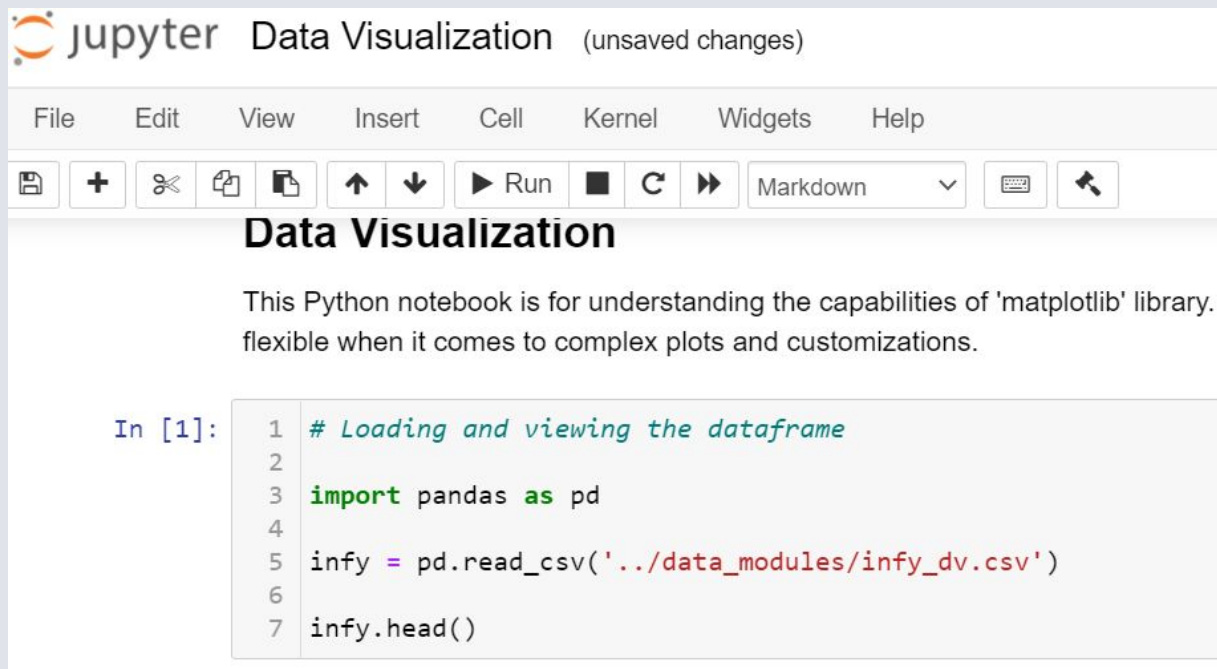 jupyter Data Visualization (unsaved changes)
File Edit View Insert Cell Kernel Widgets Help
Run Markdown
Data Visualization
This Python notebook is for understanding the capabilities of 'matplotlib' library.
flexible when it comes to complex plots and customizations.
In [1]:
1 # Loading and viewing the dataframe
2
3 import pandas as pd
4
5 infy = pd.read_csv('../data_modules/infy_dv.csv')
6
7 infy.head()